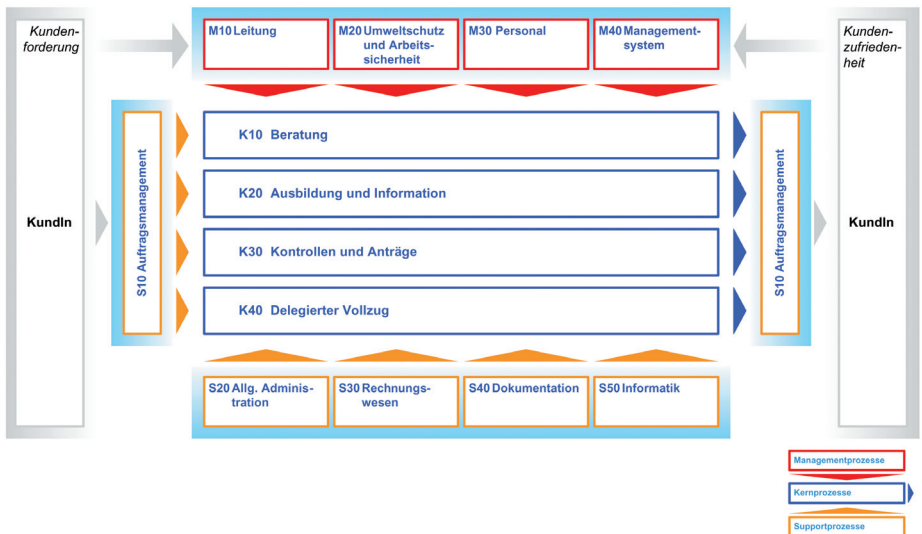 Kunden-
forderung
M10 Leitung
M20 Umweltschutz
und Arbeits-
sicherheit
M30 Personal
M40 Management-
system
Kunden-
zufrieden-
heit
KundIn
S10 Auftragsmanagement
K10 Beratung
K20 Ausbildung und Information
K30 Kontrollen und Anträge
K40 Delegierter Vollzug
S10 Auftragsmanagement
KundIn
S20 Allg. Adminis-
tration
S30 Rechnungs-
wesen
S40 Dokumentation
S50 Informatik
Managementprozesse
Kernprozesse
Supportprozesse